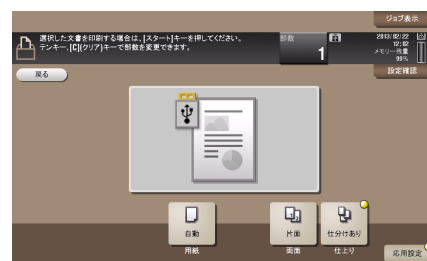 ジョブ表示
選択した文書を印刷する場合は、[スタート]キーを押してください。
テンキー、[C](クリア)キーで部数を変更できます。
部数
1
2013/02/22
12:02
メモリー残量
99%
戻る
設定確認
自動
片面
仕分けあり
用紙
両面
仕上り
応用設定